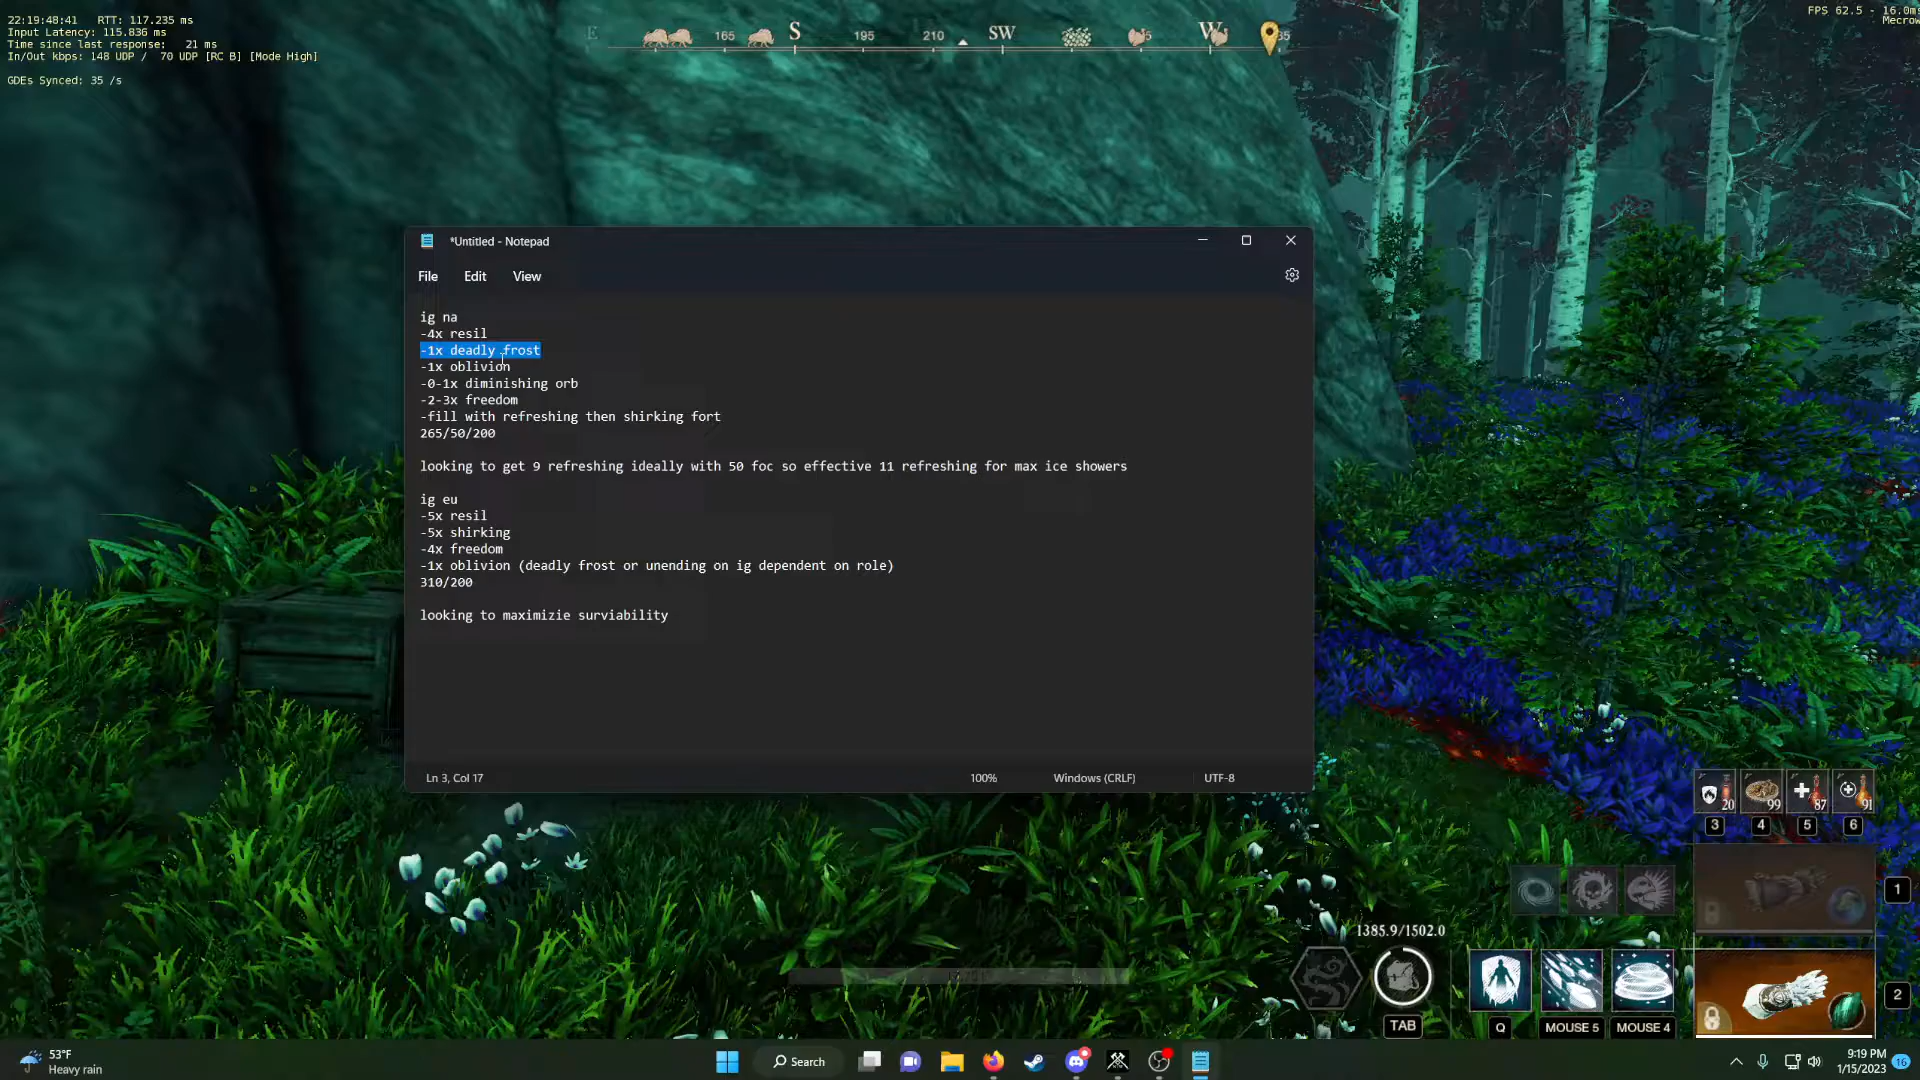 22:19:48:41 RTT: 117.235 ms
Input Latency: 115.836 ms
Time since last response: 21 ms
In/Out kbps: 148 UDP / 70 UDP [RC B] [Mode High]
GDEs Synced: 35 /s
E 165 S 195 210 SW W
FPS 62.5 - 16.0ms
Mecrow
*Untitled - Notepad
File Edit View
ig na
-4x resil
-1x deadly frost
-1x oblivion
-0-1x diminishing orb
-2-3x freedom
-fill with refreshing then shirking fort
265/50/200
looking to get 9 refreshing ideally with 50 foc so effective 11 refreshing for max ice showers
ig eu
-5x resil
-5x shirking
-4x freedom
-1x oblivion (deadly frost or unending on ig dependent on role)
310/200
looking to maximizie surviability
Ln 3, Col 17 100% Windows (CRLF) UTF-8
20 99 87 91
3 4 5 6
1
1385.9/1502.0
2
TAB Q MOUSE 5 MOUSE 4
53°F
Heavy rain
Search
9:19 PM
1/15/2023
16